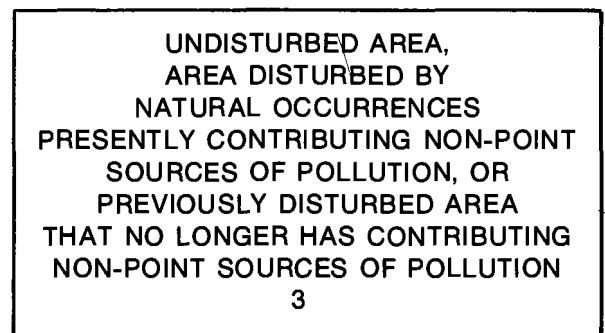 UNDISTURBED AREA,
AREA DISTURBED BY
NATURAL OCCURRENCES
PRESENTLY CONTRIBUTING NON-POINT
SOURCES OF POLLUTION, OR
PREVIOUSLY DISTURBED AREA
THAT NO LONGER HAS CONTRIBUTING
NON-POINT SOURCES OF POLLUTION
3